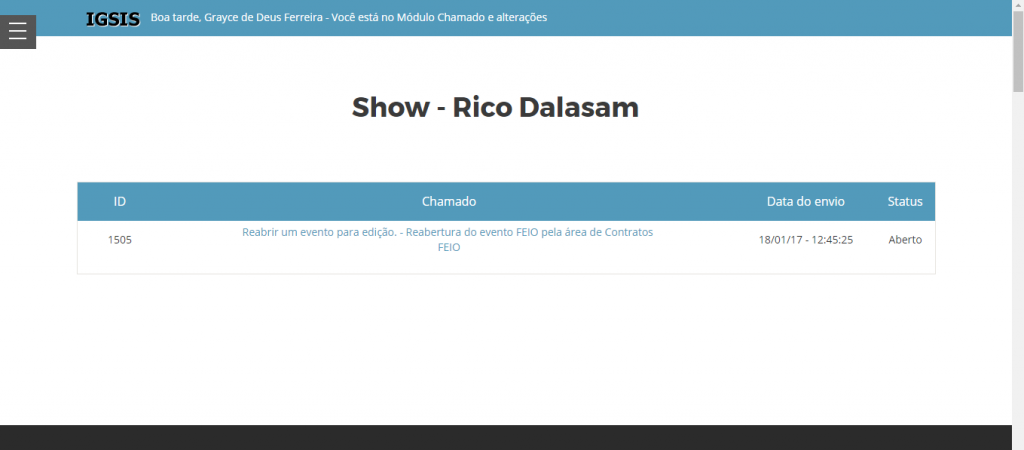 IGSIS Boa tarde, Grayce de Deus Ferreira - Você está no Módulo Chamado e alterações
Show - Rico Dalasam
ID Chamado Data do envio Status
1505 Reabrir um evento para edição. - Reabertura do evento FEIO pela área de Contratos 18/01/17 - 12:45:25 Aberto
FEIO